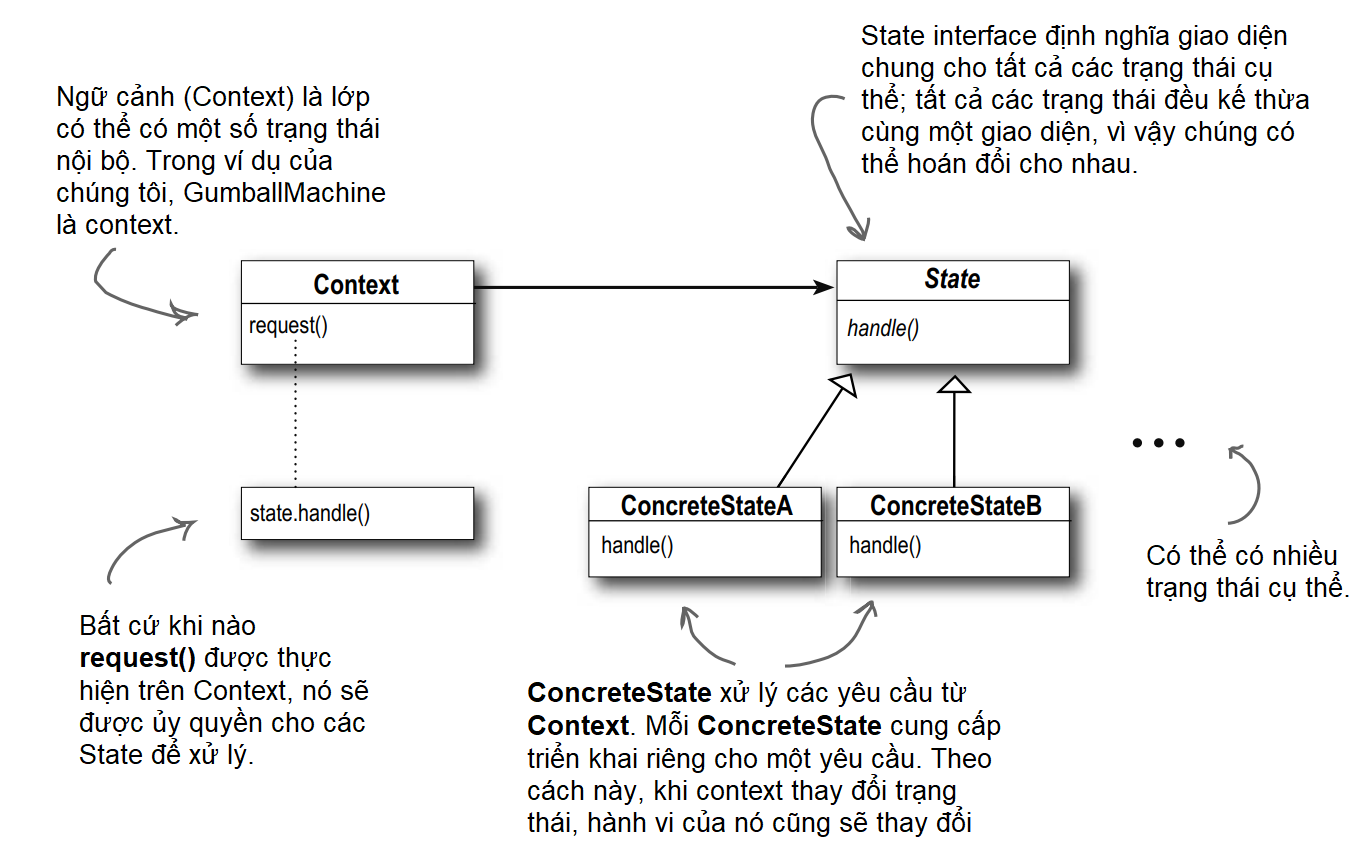 Ngữ cảnh (Context) là lớp
có thể có một số trạng thái
nội bộ. Trong ví dụ của
chúng tôi, GumballMachine
là context.
State interface định nghĩa giao diện
chung cho tất cả các trạng thái cụ
thể; tất cả các trạng thái đều kế thừa
cùng một giao diện, vì vậy chúng có
thể hoán đổi cho nhau.
Context
request()
State
handle()
state.handle()
ConcreteStateA
handle()
ConcreteStateB
handle()
Có thể có nhiều
trạng thái cụ thể.
Bất cứ khi nào
request() được thực
hiện trên Context, nó sẽ
được ủy quyền cho các
State để xử lý.
ConcreteState xử lý các yêu cầu từ
Context. Mỗi ConcreteState cung cấp
triển khai riêng cho một yêu cầu. Theo
cách này, khi context thay đổi trạng
thái, hành vi của nó cũng sẽ thay đổi